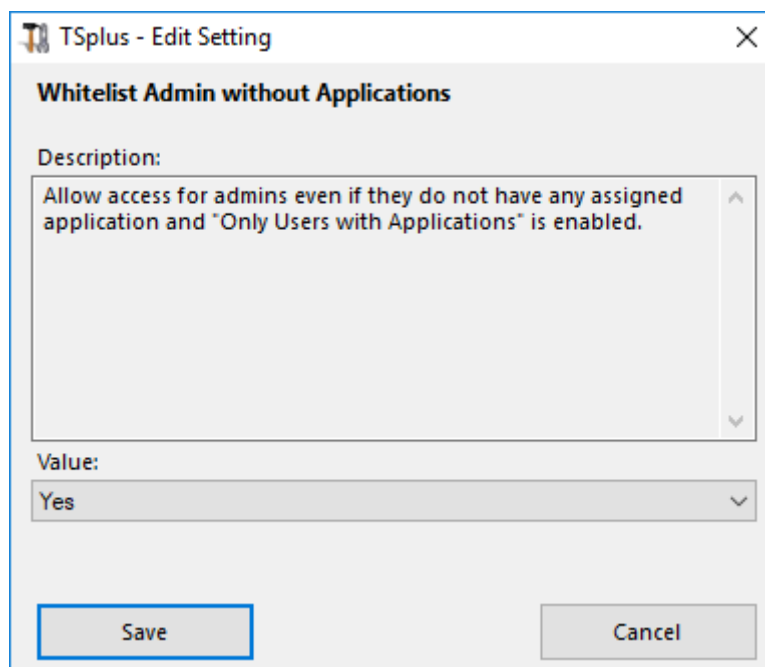 TSplus - Edit Setting
Whitelist Admin without Applications
Description:
Allow access for admins even if they do not have any assigned
application and "Only Users with Applications" is enabled.
Value:
Yes
Save
Cancel